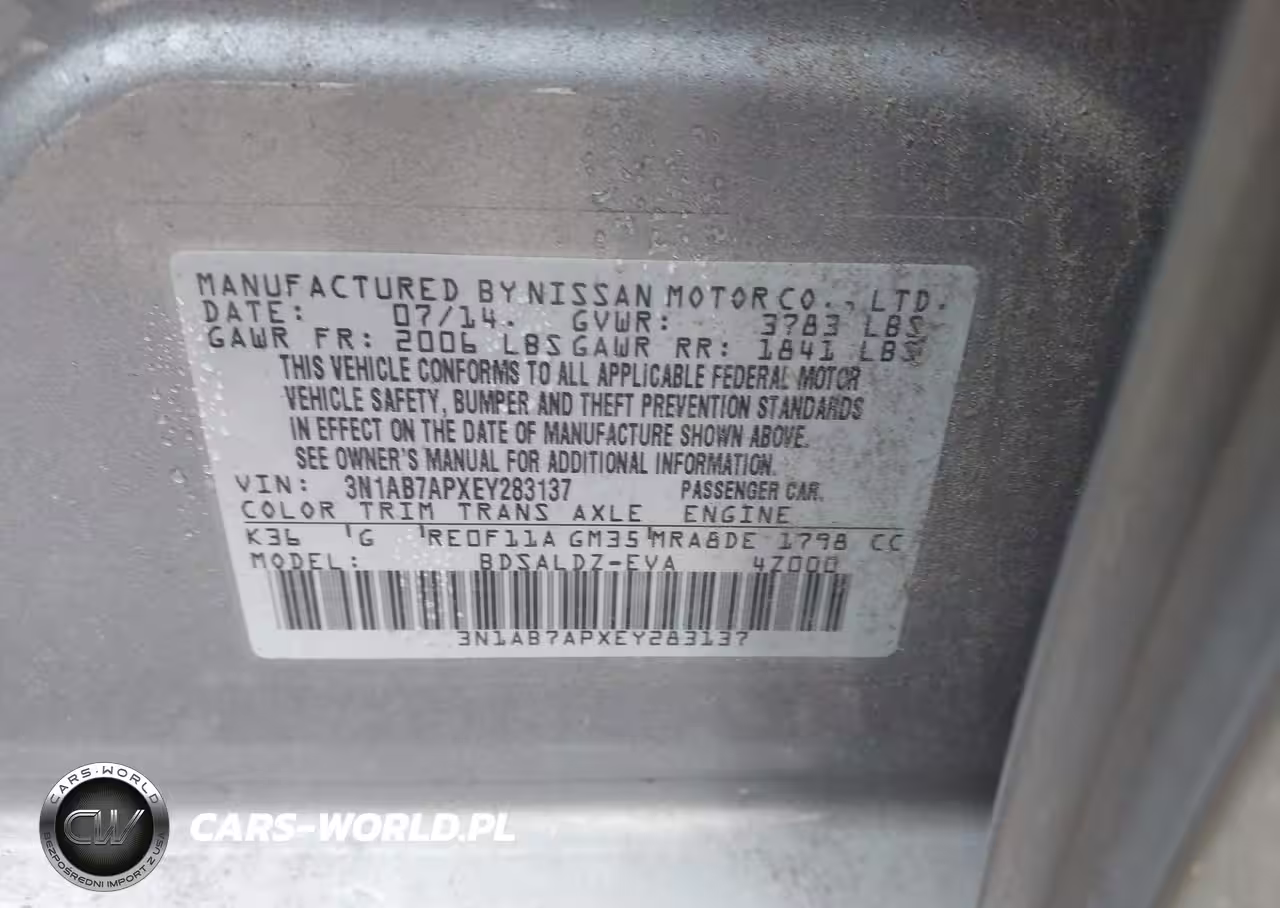 MANUFACTURED BY NISSAN MOTOR CO., LTD.
DATE: 07/14. GVWR: 3783 LBS
GAWR FR: 2006 LBS GAWR RR: 1841 LBS
THIS VEHICLE CONFORMS TO ALL APPLICABLE FEDERAL MOTOR
VEHICLE SAFETY, BUMPER AND THEFT PREVENTION STANDARDS
IN EFFECT ON THE DATE OF MANUFACTURE SHOWN ABOVE.
SEE OWNER'S MANUAL FOR ADDITIONAL INFORMATION.
VIN: 3N1AB7APXEY283137 PASSENGER CAR.
COLOR TRIM TRANS AXLE ENGINE
K36 G RE0F11A GM35 MRA8DE 1798 CC
MODEL: BDSALDZ-EVA 4Z000
3N1AB7APXEY283137
CARS-WORLD
CW
BEZPOŚREDNI IMPORT Z USA
CARS-WORLD.PL